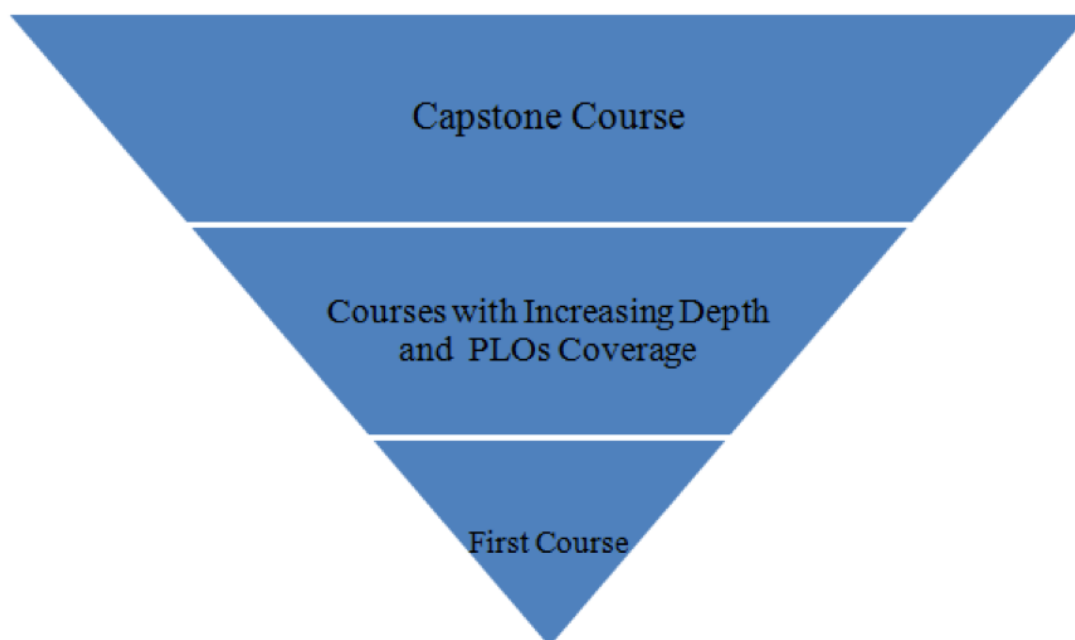 Capstone Course
Courses with Increasing Depth
and PLOs Coverage
First Course